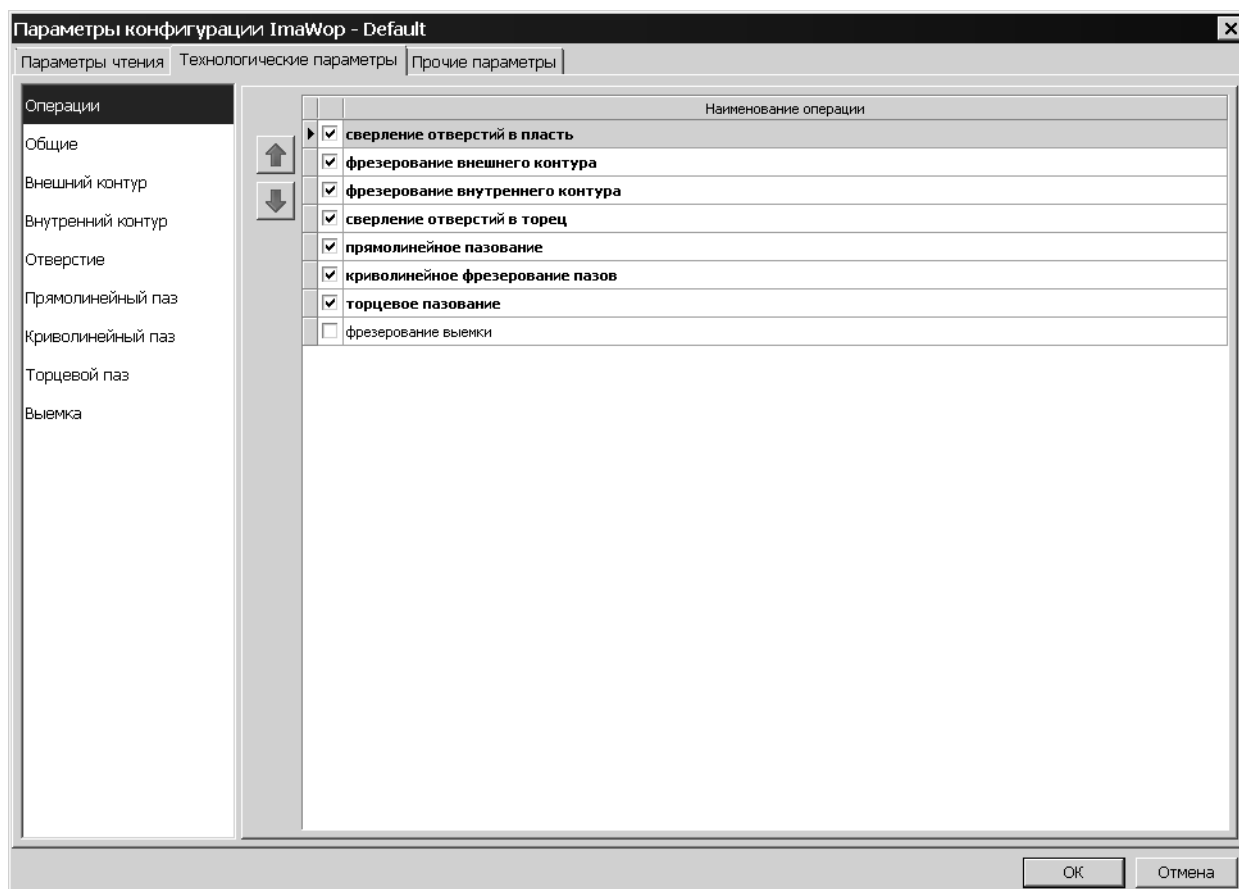 Параметры конфигурации ImaWop - Default
Параметры чтения Технологические параметры Прочие параметры
Операции
Общие
Внешний контур
Внутренний контур
Отверстие
Прямолинейный паз
Криволинейный паз
Торцевой паз
Выемка
Наименование операции
сверление отверстий в пласть
фрезерование внешнего контура
фрезерование внутреннего контура
сверление отверстий в торец
прямолинейное пазование
криволинейное фрезерование пазов
торцевое пазование
фрезерование выемки
ОК Отмена